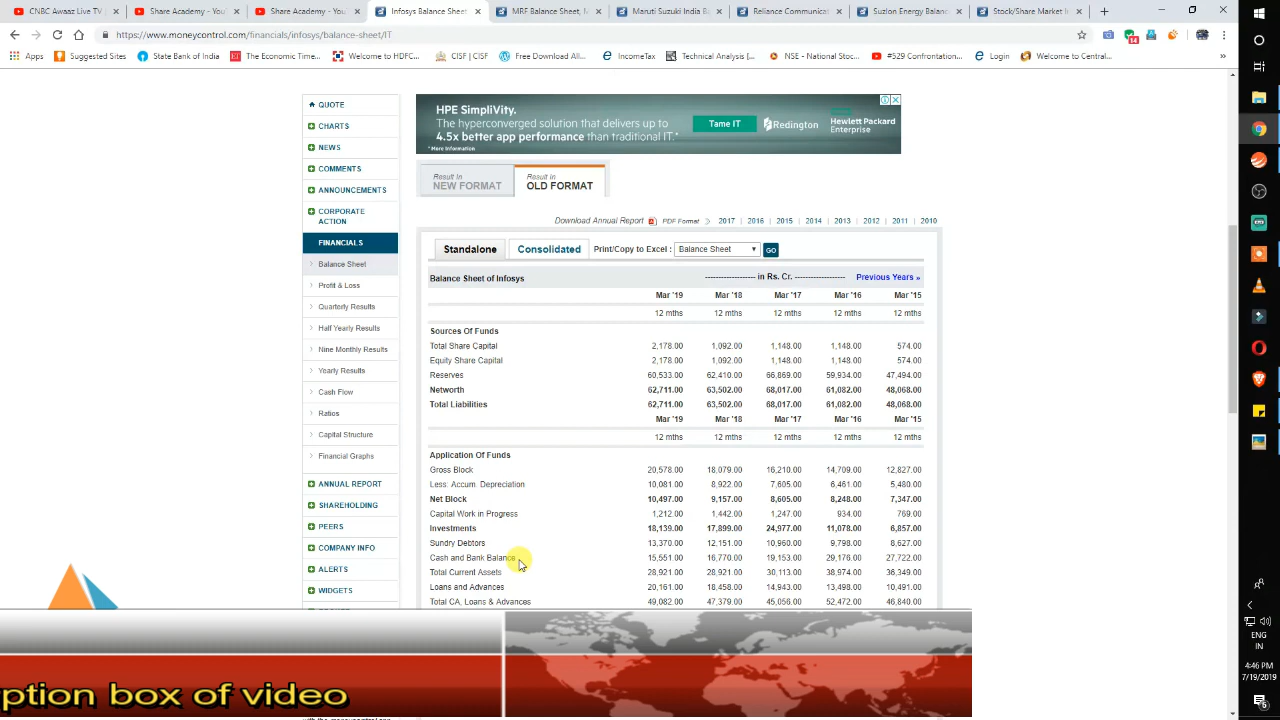 CNBC Awaaz Live TV
Share Academy - You
Share Academy - You
Infosys Balance Sheet
MRF Balance Sheet,
Maruti Suzuki India B
Reliance Communicat
Suzlon Energy Balanc
Stock/Share Market I
https://www.moneycontrol.com/financials/infosys/balance-sheet/IT
Apps
Suggested Sites
State Bank of India
The Economic Time...
Welcome to HDFC...
CISF | CISF
Free Download All...
IncomeTax
Technical Analysis [...
NSE - National Stoc...
#529 Confrontation...
Login
Welcome to Central...
QUOTE
CHARTS
NEWS
COMMENTS
ANNOUNCEMENTS
CORPORATE
ACTION
FINANCIALS
Balance Sheet
Profit & Loss
Quarterly Results
Half Yearly Results
Nine Monthly Results
Yearly Results
Cash Flow
Ratios
Capital Structure
Financial Graphs
ANNUAL REPORT
SHAREHOLDING
PEERS
COMPANY INFO
ALERTS
WIDGETS
HPE SimpliVity.
The hyperconverged solution that delivers up to
4.5x better app performance than traditional IT.*
* More Information
Tame IT
Redington
Hewlett Packard
Enterprise
Result in
NEW FORMAT
Result in
OLD FORMAT
Download Annual Report PDF Format 2017 | 2016 | 2015 | 2014 | 2013 | 2012 | 2011 | 2010
Standalone Consolidated Print/Copy to Excel : Balance Sheet GO
Balance Sheet of Infosys ------------------- in Rs. Cr. ------------------- Previous Years »
Mar '19 Mar '18 Mar '17 Mar '16 Mar '15
12 mths 12 mths 12 mths 12 mths 12 mths
Sources Of Funds
Total Share Capital 2,178.00 1,092.00 1,148.00 1,148.00 574.00
Equity Share Capital 2,178.00 1,092.00 1,148.00 1,148.00 574.00
Reserves 60,533.00 62,410.00 66,869.00 59,934.00 47,494.00
Networth 62,711.00 63,502.00 68,017.00 61,082.00 48,068.00
Total Liabilities 62,711.00 63,502.00 68,017.00 61,082.00 48,068.00
Mar '19 Mar '18 Mar '17 Mar '16 Mar '15
12 mths 12 mths 12 mths 12 mths 12 mths
Application Of Funds
Gross Block 20,578.00 18,079.00 16,210.00 14,709.00 12,827.00
Less: Accum. Depreciation 10,081.00 8,922.00 7,605.00 6,461.00 5,480.00
Net Block 10,497.00 9,157.00 8,605.00 8,248.00 7,347.00
Capital Work in Progress 1,212.00 1,442.00 1,247.00 934.00 769.00
Investments 18,139.00 17,899.00 24,977.00 11,078.00 6,857.00
Sundry Debtors 13,370.00 12,151.00 10,960.00 9,798.00 8,627.00
Cash and Bank Balance 15,551.00 16,770.00 19,153.00 29,176.00 27,722.00
Total Current Assets 28,921.00 28,921.00 30,113.00 38,974.00 36,349.00
Loans and Advances 20,161.00 18,458.00 14,943.00 13,498.00 10,491.00
Total CA, Loans & Advances 49,082.00 47,379.00 45,056.00 52,472.00 46,840.00
ption box of video
ENG
IN
4:46 PM
7/19/2019